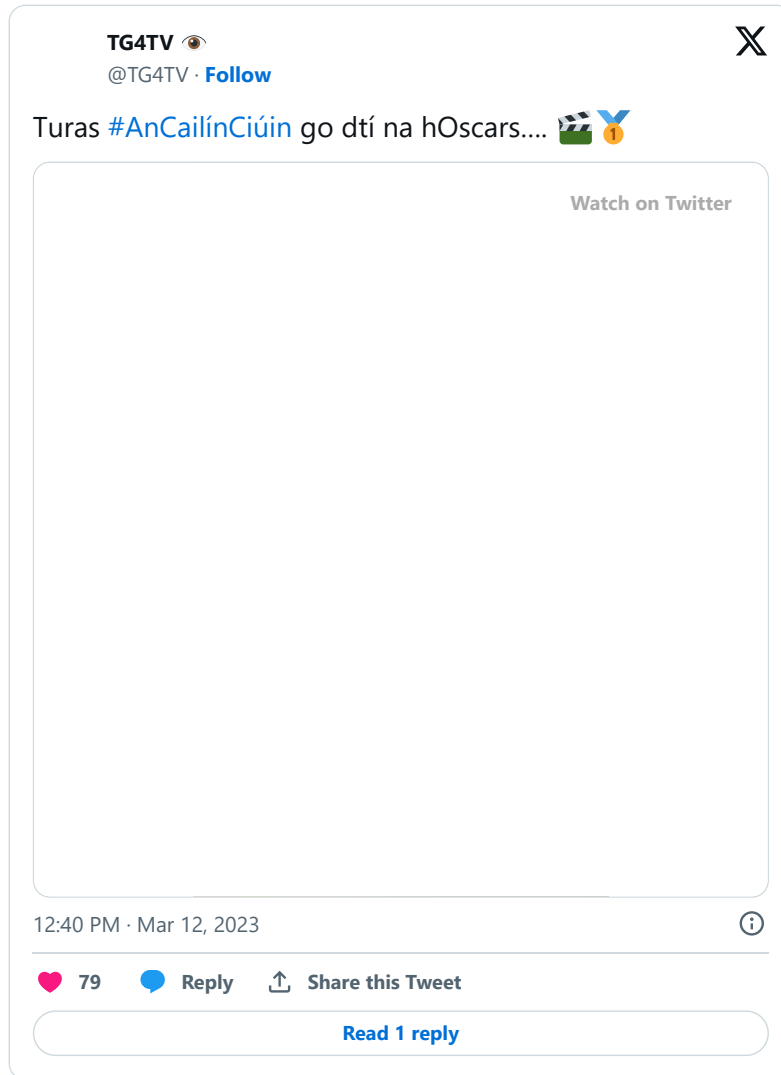 TG4TV 👁
@TG4TV · Follow
Turas #AnCailínCiúin go dtí na hOscars.... 🎬🥇
Watch on Twitter
12:40 PM · Mar 12, 2023
79 Reply Share this Tweet
Read 1 reply